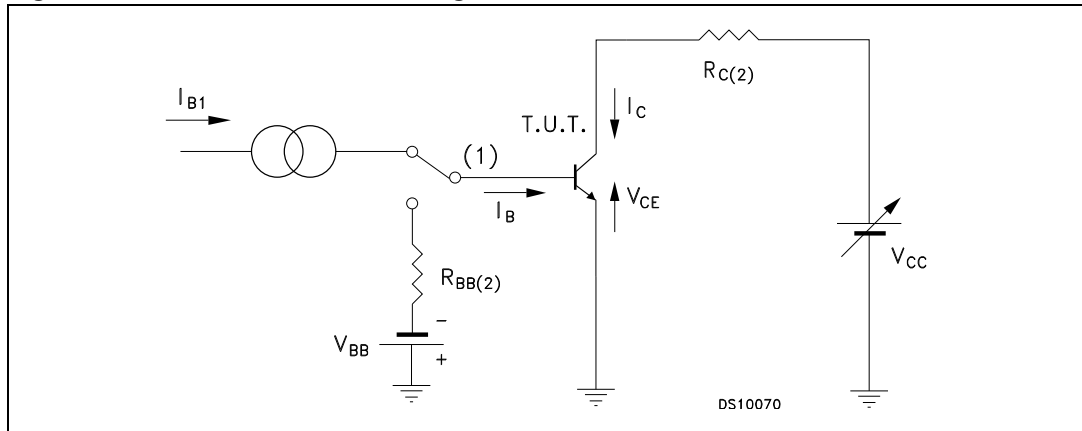 R_C(2)
I_B1
I_C
T.U.T.
(1)
I_B
V_CE
V_CC
R_BB(2)
−
V_BB
+
DS10070